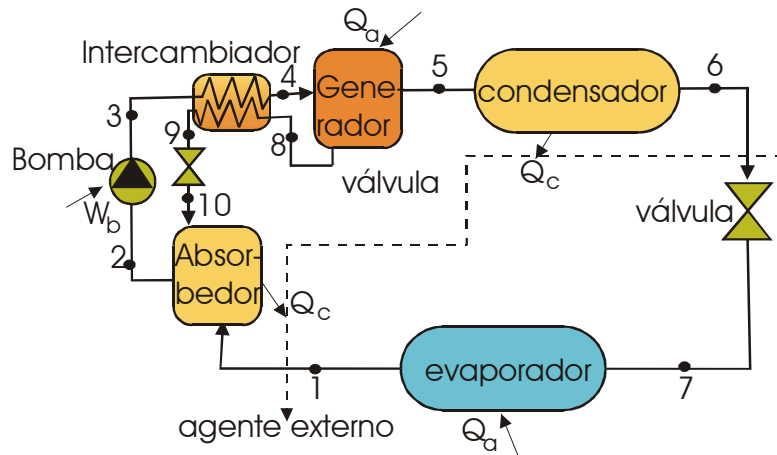 Qa
Intercambiador
4
5
6
Gene
rador
condensador
3
9
8
Bomba
válvula
Qc
Wb
10
válvula
2
Absor-
bedor
Qc
1
evaporador
7
agente externo
Qa